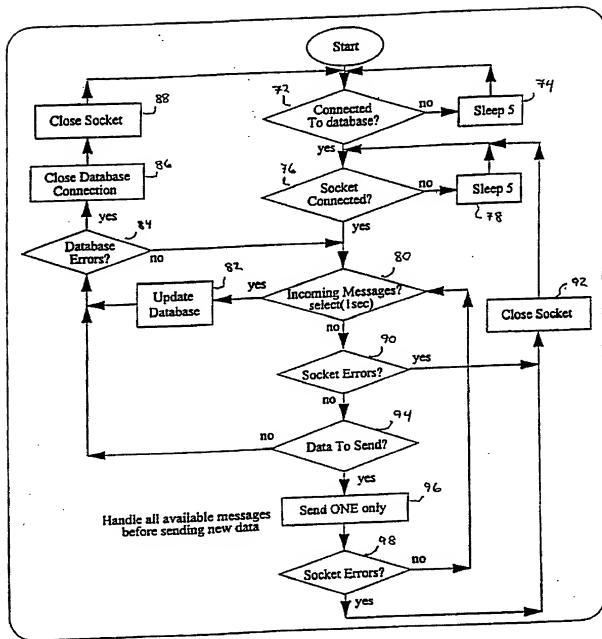 Start
72
Connected
To database?
no
Sleep 5
74
yes
Close Socket
88
76
Socket
Connected?
no
Sleep 5
78
yes
Close Database
Connection
86
yes
Database
Errors?
84
no
80
Incoming Messages?
select(1sec)
yes
Update
Database
82
no
Close Socket
92
90
Socket Errors?
yes
no
94
Data To Send?
no
yes
Send ONE only
96
Handle all available messages
before sending new data
98
Socket Errors?
no
yes